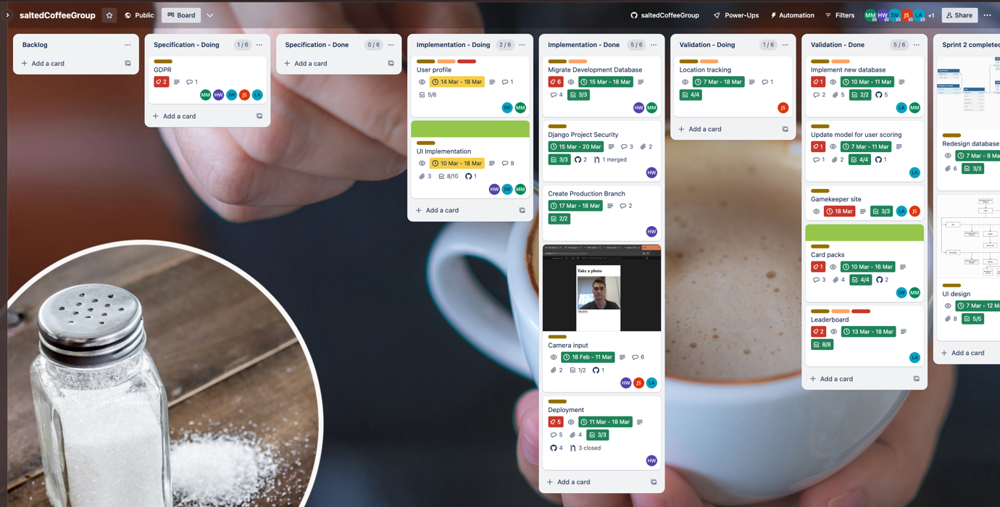 saltedCoffeeGroup
Public
Board
saltedCoffeeGroup
Power-Ups
Automation
Filters
MM HW IW JS LA +1
Share
Backlog
Add a card
Specification - Doing 1 / 6
GDPR
2 1
MM HW IW JS LA
Add a card
Specification - Done 0 / 6
Add a card
Implementation - Doing 2 / 6
User profile
14 Mar - 18 Mar 1
5/6
IW MM
UI Implementation
10 Mar - 18 Mar 9
3 8/10 1
HW IW MM
Add a card
Implementation - Done 5 / 6
Migrate Development Database
6 15 Mar - 18 Mar
4 3/3
HW MM
Django Project Security
15 Mar - 20 Mar 3 2
3/3 2 1 merged
HW
Create Production Branch
17 Mar - 18 Mar 2
2/2
HW
Take a photo
Camera input
18 Feb - 11 Mar 6
2 1/2 1
HW JS LA
Deployment
5 11 Mar - 18 Mar
5 4 3/3
4 3 closed
HW
Add a card
Validation - Doing 1 / 6
Location tracking
7 Mar - 18 Mar 1
4/4
JS
Add a card
Validation - Done 5 / 6
Implement new database
1 10 Mar - 11 Mar
2 5 2/2 5
LA MM
Update model for user scoring
1 7 Mar - 11 Mar
1 2 4/4 1
LA
Gamekeeper site
18 Mar 3/3 LA JS
Card packs
1 10 Mar - 16 Mar
3 4 4/4 2
IW MM
Leaderboard
2 13 Mar - 18 Mar
8/8
LA
Add a card
Sprint 2 completed
Redesign database
7 Mar - 9 Ma
6 3/3
UI design
7 Mar - 12 M
8 5/5
Add a card